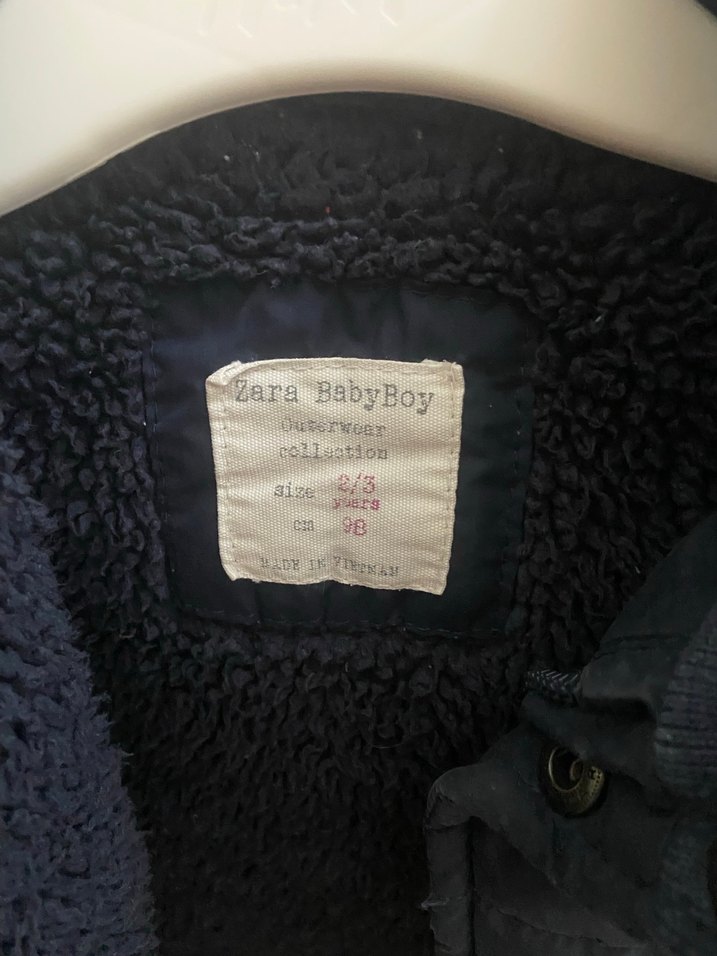 Zara BabyBoy
Outerwear
collection
size 2/3
years
cm 98
MADE IN VIETNAM